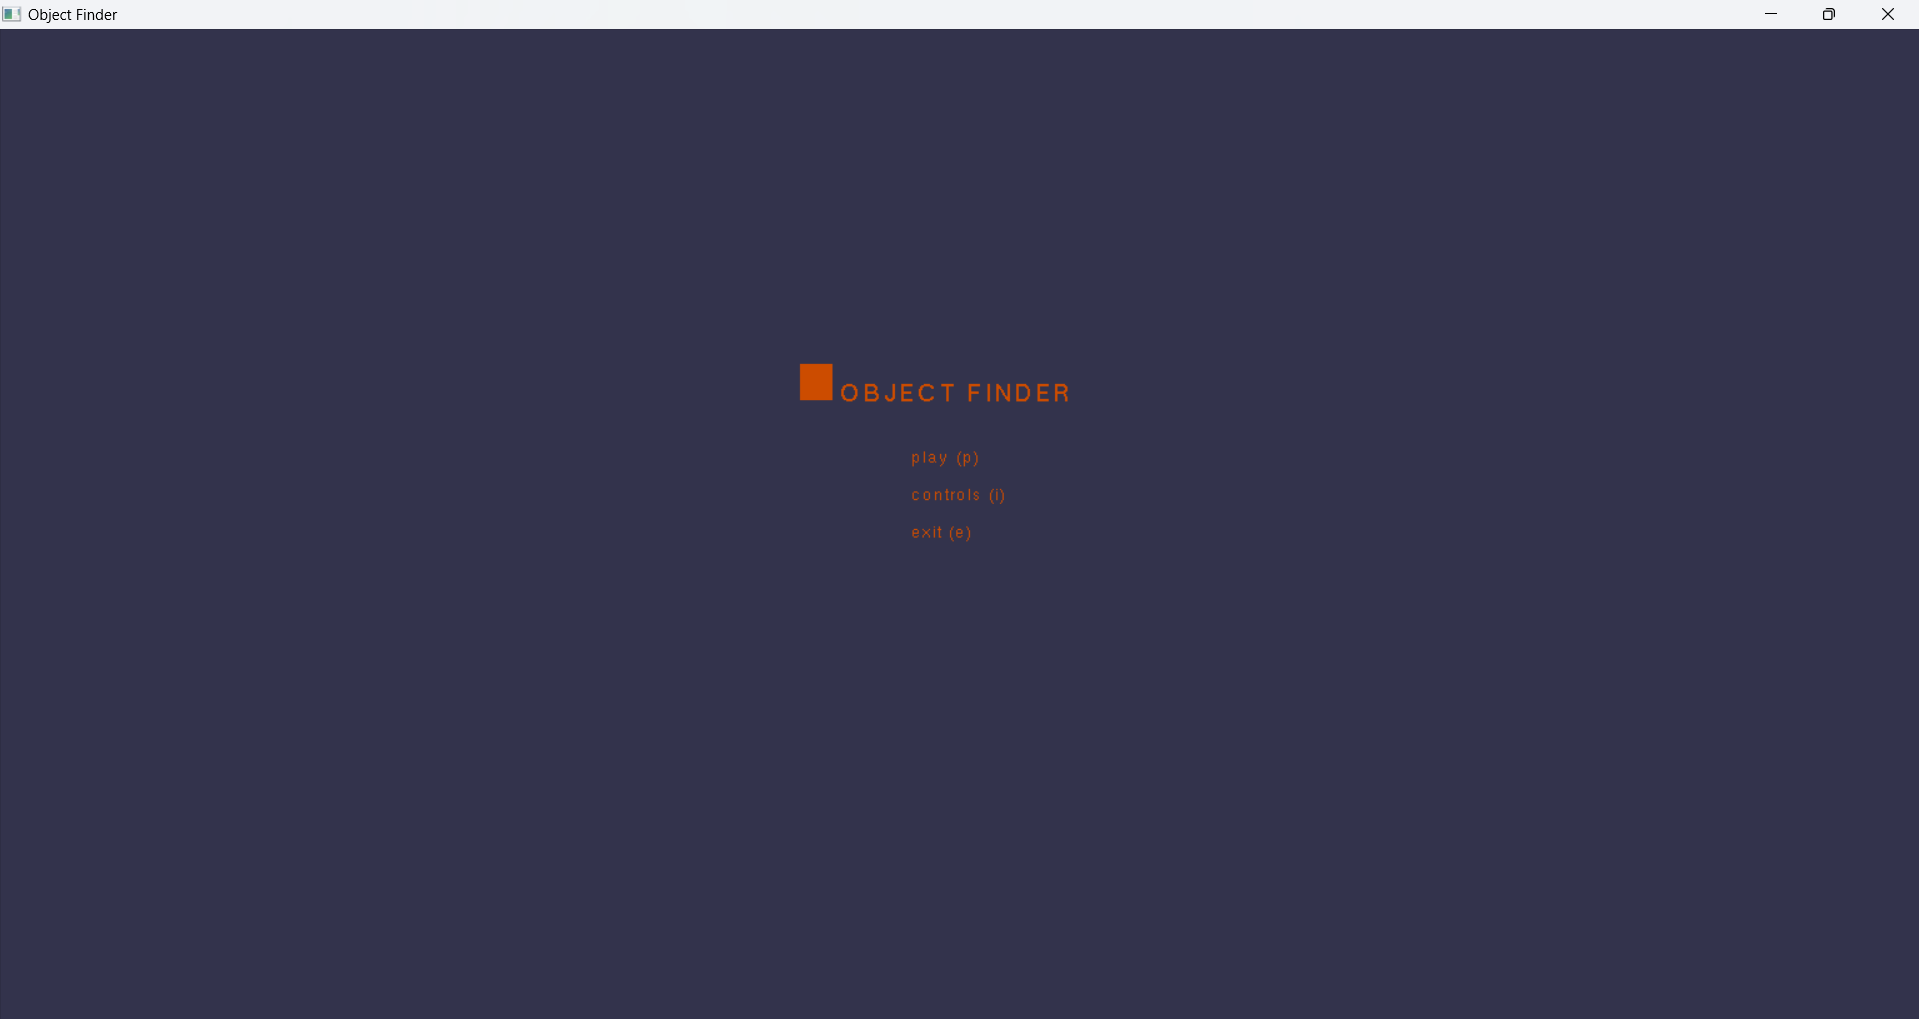 Object Finder
OBJECT FINDER
play (p)
controls (i)
exit (e)